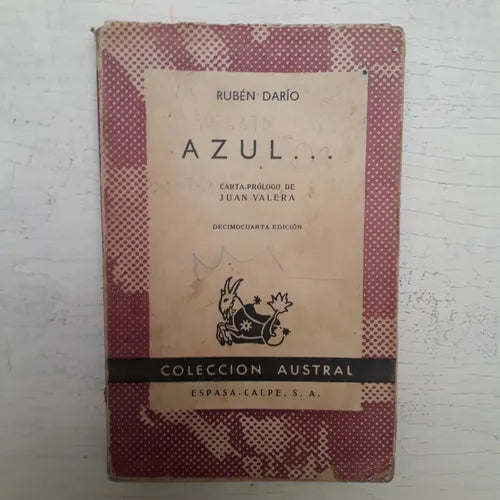 RUBÉN DARÍO
AZUL...
CARTA-PRÓLOGO DE
JUAN VALERA
DECIMOCUARTA EDICIÓN
COLECCION AUSTRAL
ESPASA-CALPE, S. A.